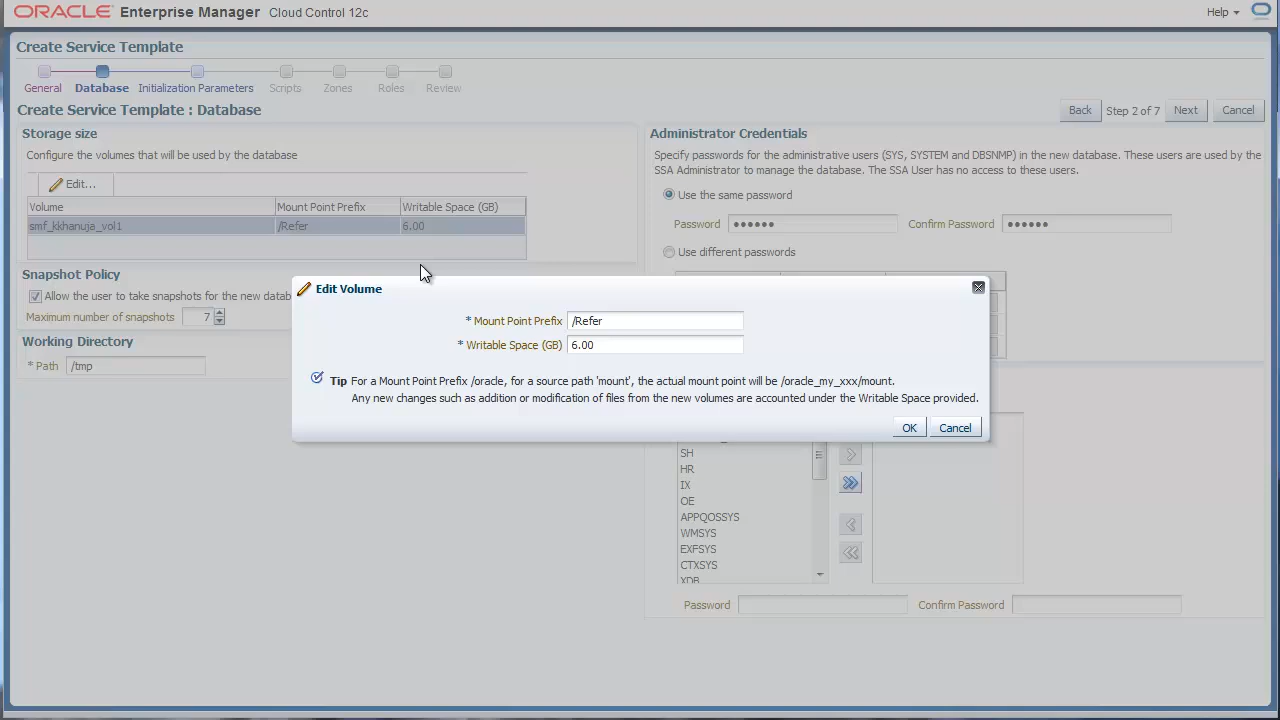 ORACLE Enterprise Manager Cloud Control 12c
Help
Create Service Template
General Database Initialization Parameters Scripts Zones Roles Review
Create Service Template : Database
Back Step 2 of 7 Next Cancel
Storage size
Configure the volumes that will be used by the database
Edit...
Volume Mount Point Prefix Writable Space (GB)
smf_kkhanuja_vol1 /Refer 6.00
Snapshot Policy
Allow the user to take snapshots for the new datab
Maximum number of snapshots 7
Working Directory
* Path /tmp
Administrator Credentials
Specify passwords for the administrative users (SYS, SYSTEM and DBSNMP) in the new database. These users are used by the
SSA Administrator to manage the database. The SSA User has no access to these users.
Use the same password
Password •••••• Confirm Password ••••••
Use different passwords
Edit Volume
* Mount Point Prefix /Refer
* Writable Space (GB) 6.00
Tip For a Mount Point Prefix /oracle, for a source path 'mount', the actual mount point will be /oracle_my_xxx/mount.
Any new changes such as addition or modification of files from the new volumes are accounted under the Writable Space provided.
OK Cancel
SH
HR
IX
OE
APPQOSSYS
WMSYS
EXFSYS
CTXSYS
XDB
Password Confirm Password